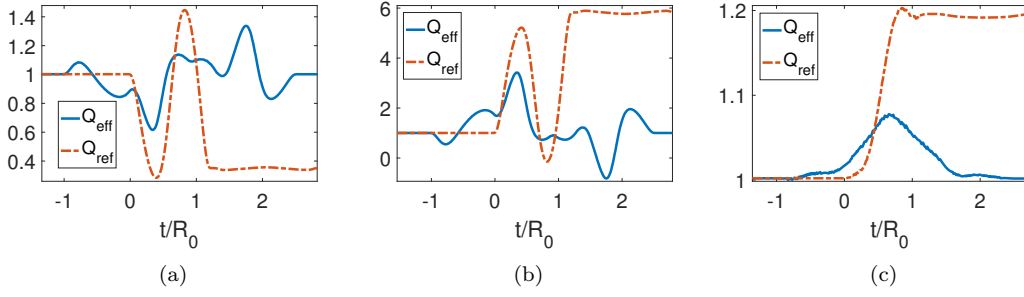 1.4
1.2
1
0.8
0.6
0.4
Q_eff
Q_ref
-1 0 1 2
t/R_0
(a)
6
4
2
0
Q_eff
Q_ref
-1 0 1 2
t/R_0
(b)
1.2
1.1
1
Q_eff
Q_ref
-1 0 1 2
t/R_0
(c)